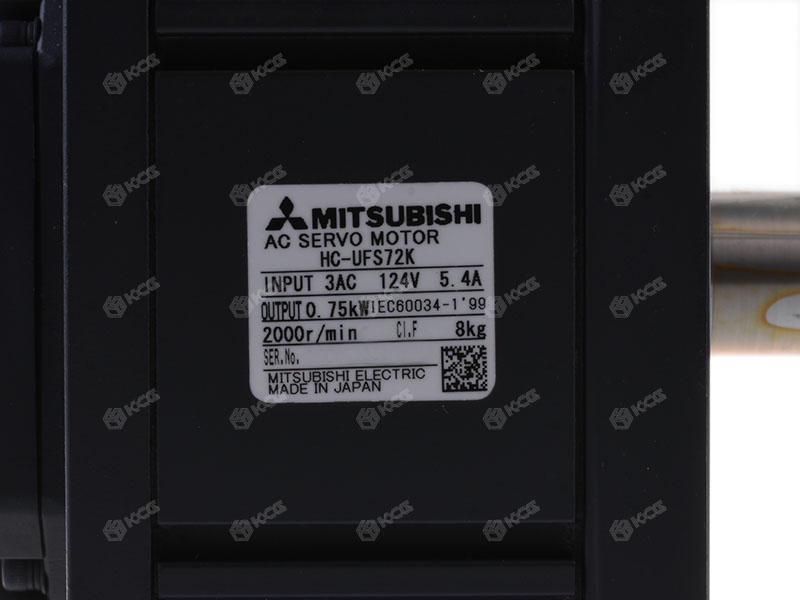 MITSUBISHI
AC SERVO MOTOR
HC-UFS72K
INPUT 3AC 124V 5.4A
OUTPUT 0.75kW IEC60034-1'99
2000r/min CI.F 8kg
SER.No.
MITSUBISHI ELECTRIC
MADE IN JAPAN